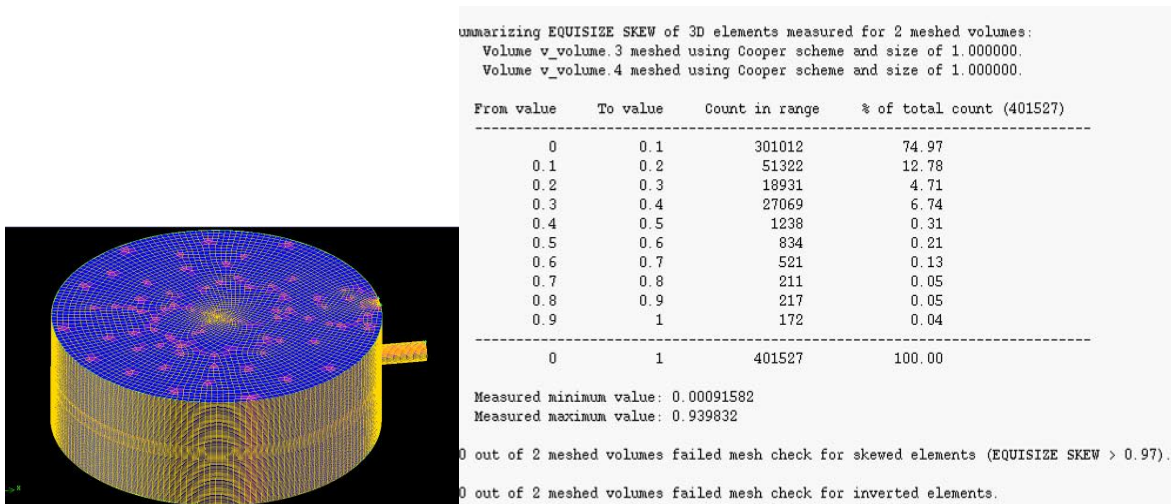 ummarizing EQUISIZE SKEW of 3D elements measured for 2 meshed volumes:
Volume v_volume.3 meshed using Cooper scheme and size of 1.000000.
Volume v_volume.4 meshed using Cooper scheme and size of 1.000000.
From value To value Count in range % of total count (401527)
0 0.1 301012 74.97
0.1 0.2 51322 12.78
0.2 0.3 18931 4.71
0.3 0.4 27069 6.74
0.4 0.5 1238 0.31
0.5 0.6 834 0.21
0.6 0.7 521 0.13
0.7 0.8 211 0.05
0.8 0.9 217 0.05
0.9 1 172 0.04
0 1 401527 100.00
Measured minimum value: 0.00091582
Measured maximum value: 0.939832
0 out of 2 meshed volumes failed mesh check for skewed elements (EQUISIZE SKEW > 0.97).
0 out of 2 meshed volumes failed mesh check for inverted elements.